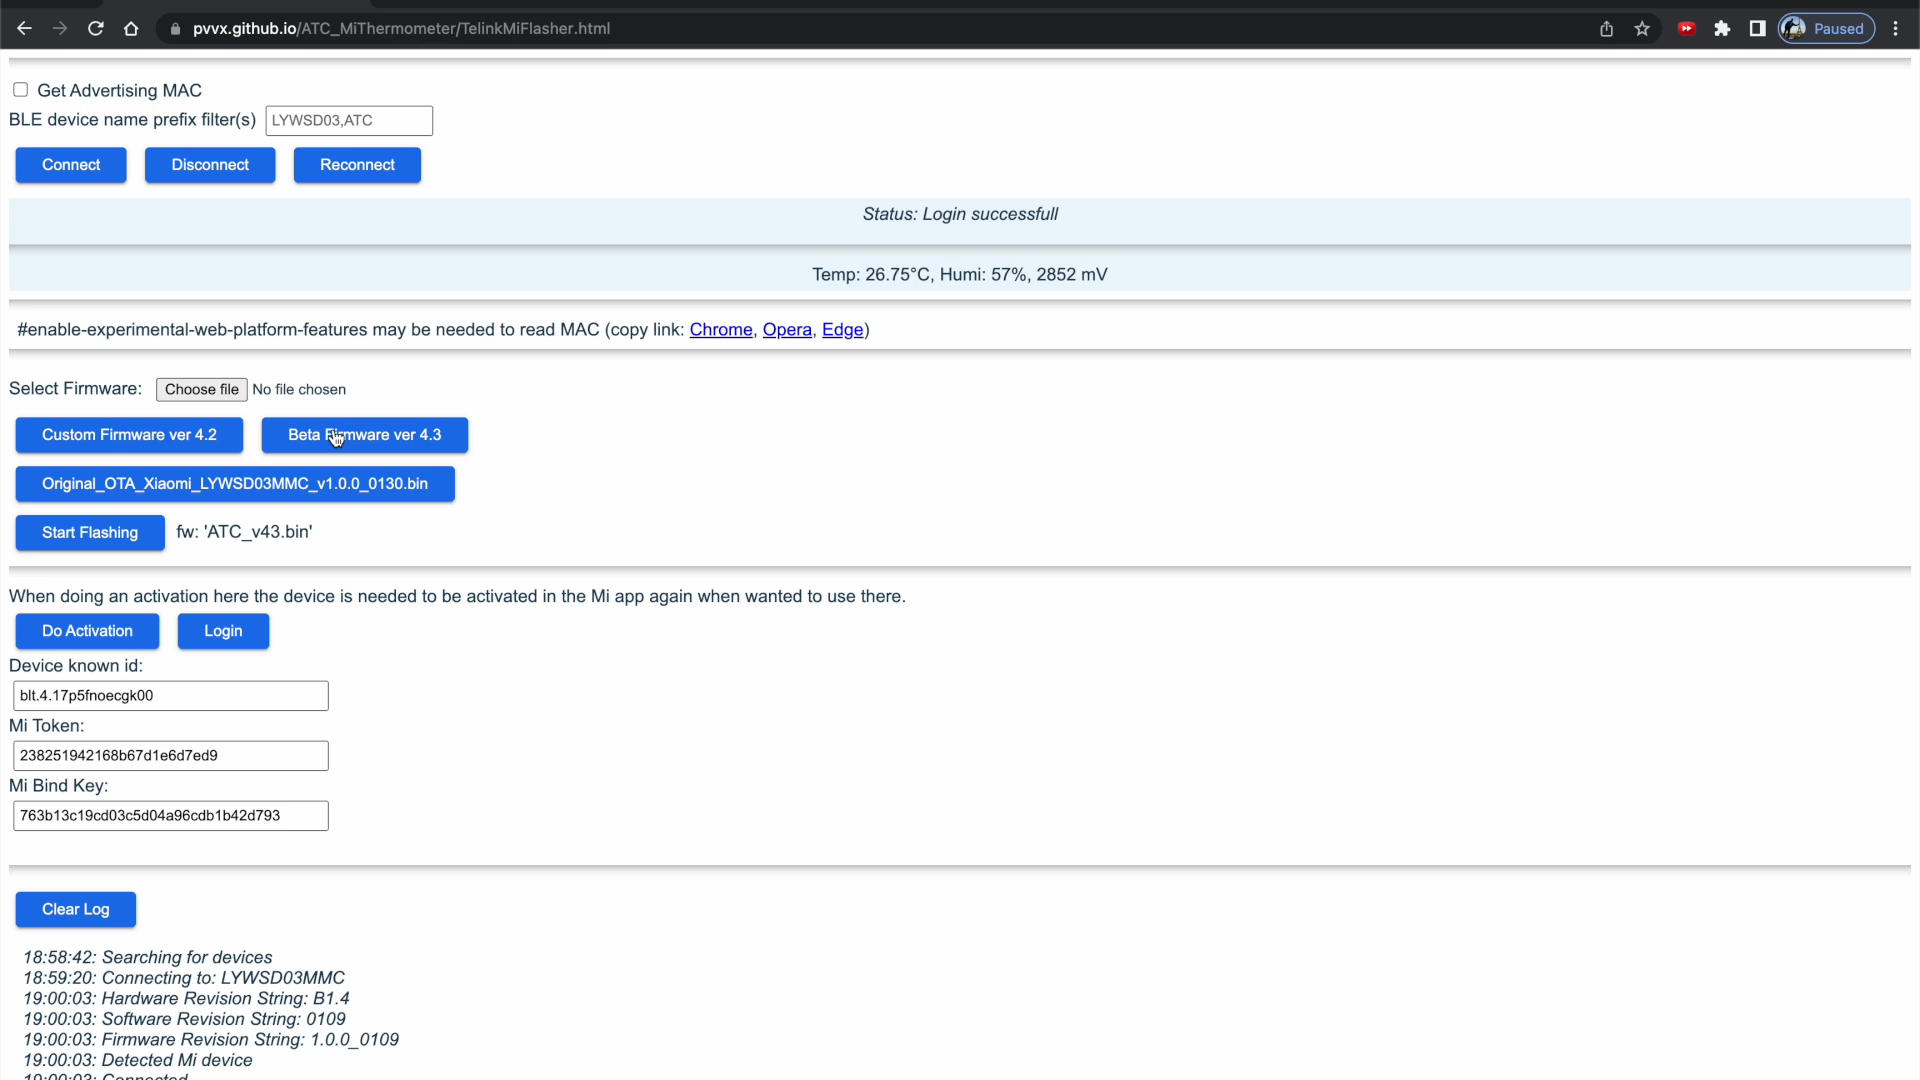 pvvx.github.io/ATC_MiThermometer/TelinkMiFlasher.html
Paused
Get Advertising MAC
BLE device name prefix filter(s) LYWSD03,ATC
Connect Disconnect Reconnect
Status: Login successfull
Temp: 26.75°C, Humi: 57%, 2852 mV
#enable-experimental-web-platform-features may be needed to read MAC (copy link: Chrome, Opera, Edge)
Select Firmware: Choose file No file chosen
Custom Firmware ver 4.2 Beta Firmware ver 4.3
Original_OTA_Xiaomi_LYWSD03MMC_v1.0.0_0130.bin
Start Flashing fw: 'ATC_v43.bin'
When doing an activation here the device is needed to be activated in the Mi app again when wanted to use there.
Do Activation Login
Device known id:
blt.4.17p5fnoecgk00
Mi Token:
238251942168b67d1e6d7ed9
Mi Bind Key:
763b13c19cd03c5d04a96cdb1b42d793
Clear Log
18:58:42: Searching for devices
18:59:20: Connecting to: LYWSD03MMC
19:00:03: Hardware Revision String: B1.4
19:00:03: Software Revision String: 0109
19:00:03: Firmware Revision String: 1.0.0_0109
19:00:03: Detected Mi device
19:00:03: Connected